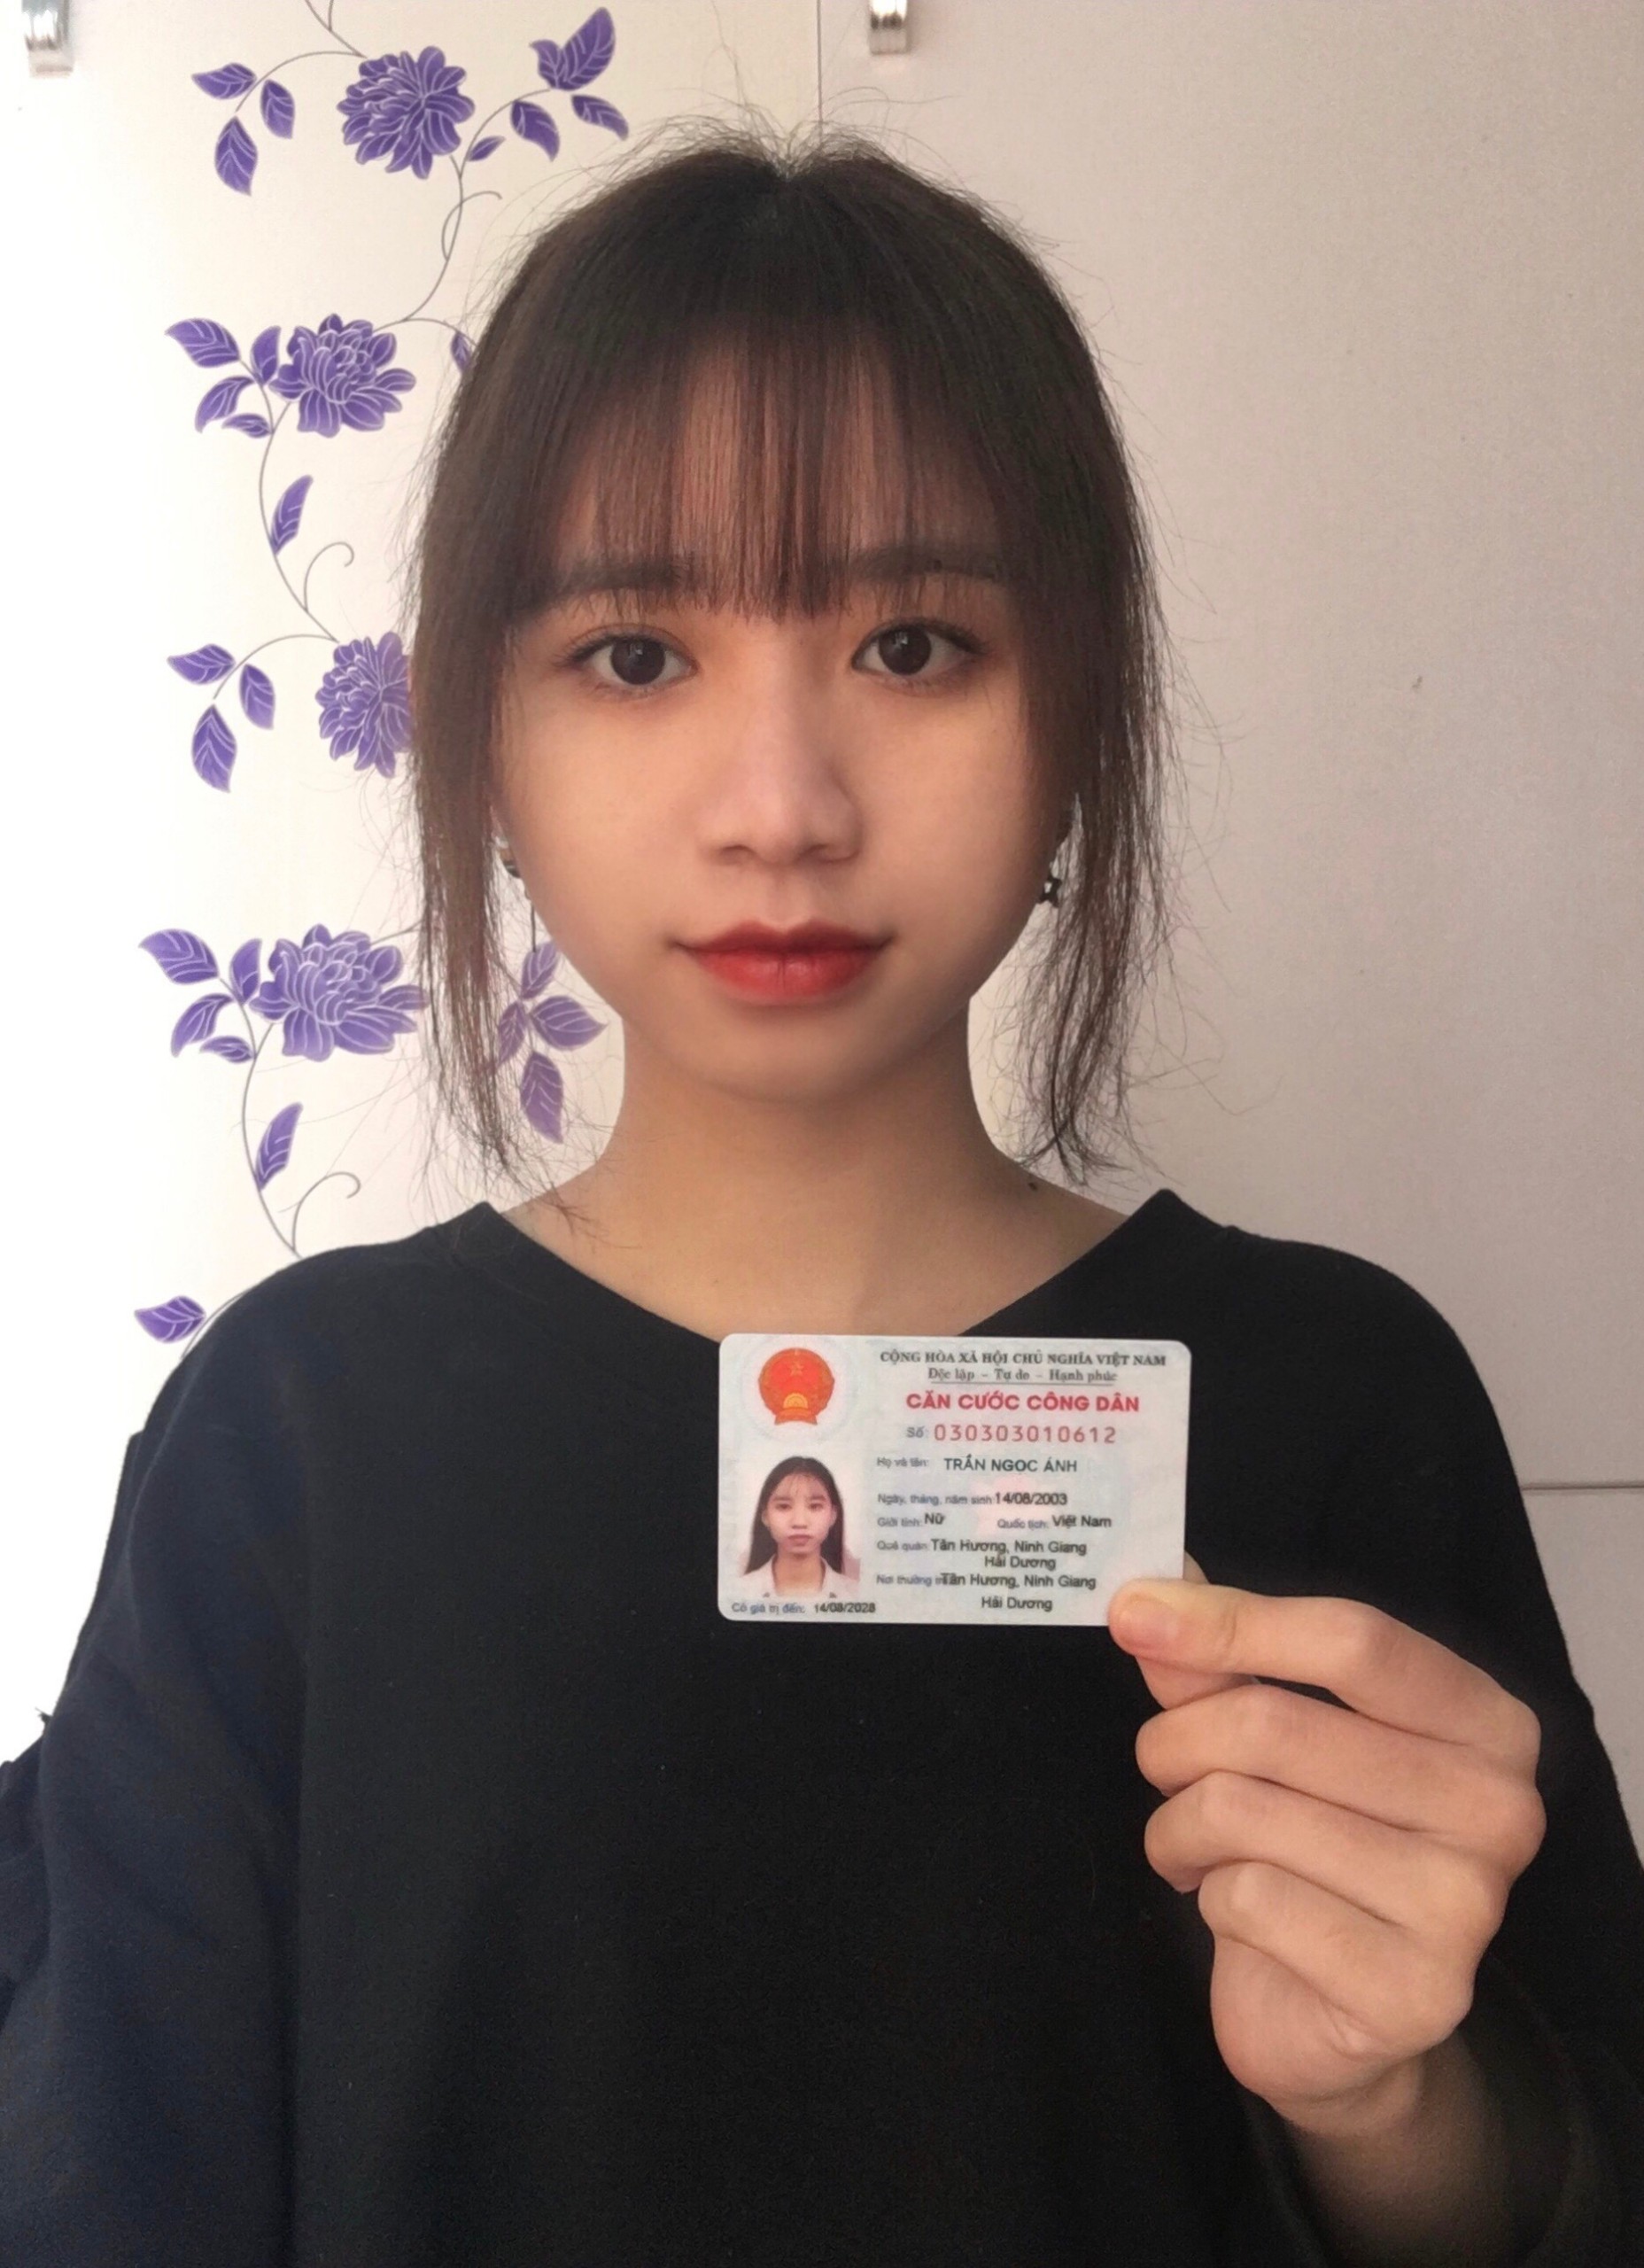 CỘNG HÒA XÃ HỘI CHỦ NGHĨA VIỆT NAM
Độc lập – Tự do – Hạnh phúc
CĂN CƯỚC CÔNG DÂN
Số: 030303010612
Họ và tên: TRẦN NGỌC ÁNH
Ngày, tháng, năm sinh: 14/08/2003
Giới tính: Nữ Quốc tịch: Việt Nam
Quê quán: Tân Hương, Ninh Giang
Hải Dương
Nơi thường Tân Hương, Ninh Giang
Hải Dương
Có giá trị đến: 14/08/2028